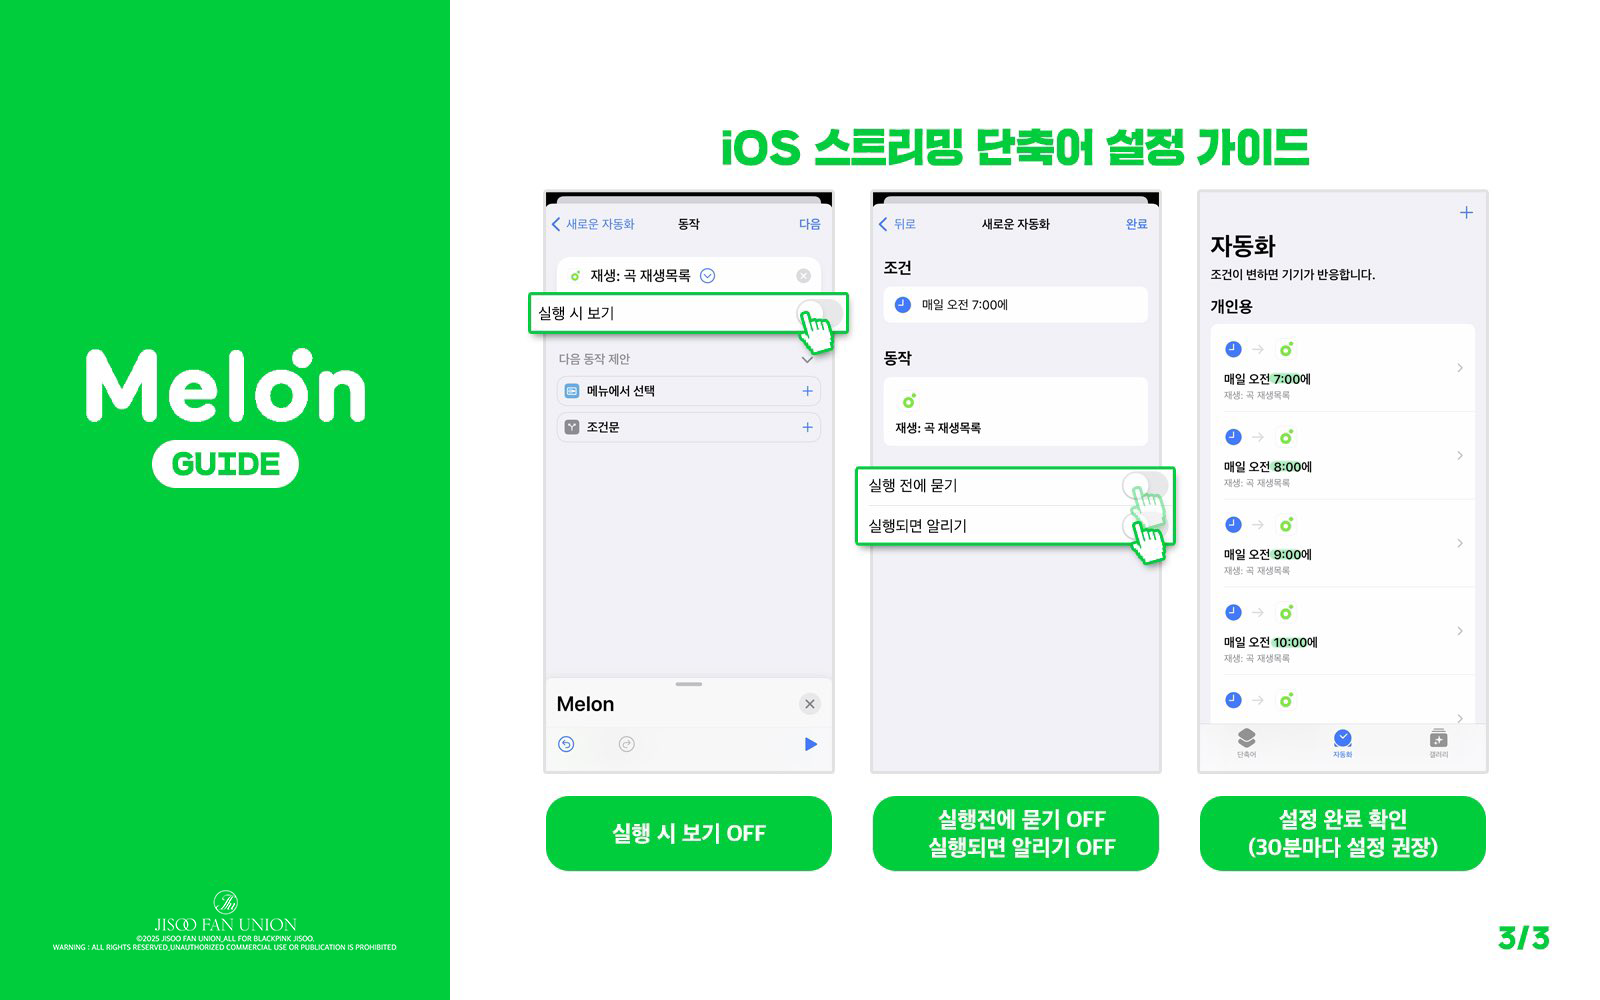 Melon
GUIDE
JISOO FAN UNION
©2025 JISOO FAN UNION,ALL FOR BLACKPINK JISOO.
WARNING : ALL RIGHTS RESERVED,UNAUTHORIZED COMMERCIAL USE OR PUBLICATION IS PROHIBITED
iOS 스트리밍 단축어 설정 가이드
새로운 자동화 동작 다음
재생: 곡 재생목록
실행 시 보기
다음 동작 제안
메뉴에서 선택
조건문
Melon
실행 시 보기 OFF
뒤로 새로운 자동화 완료
조건
매일 오전 7:00에
동작
재생: 곡 재생목록
실행 전에 묻기
실행되면 알리기
실행전에 묻기 OFF
실행되면 알리기 OFF
자동화
조건이 변하면 기기가 반응합니다.
개인용
매일 오전 7:00에
재생: 곡 재생목록
매일 오전 8:00에
재생: 곡 재생목록
매일 오전 9:00에
재생: 곡 재생목록
매일 오전 10:00에
재생: 곡 재생목록
단축어 자동화 갤러리
설정 완료 확인
(30분마다 설정 권장)
3/3